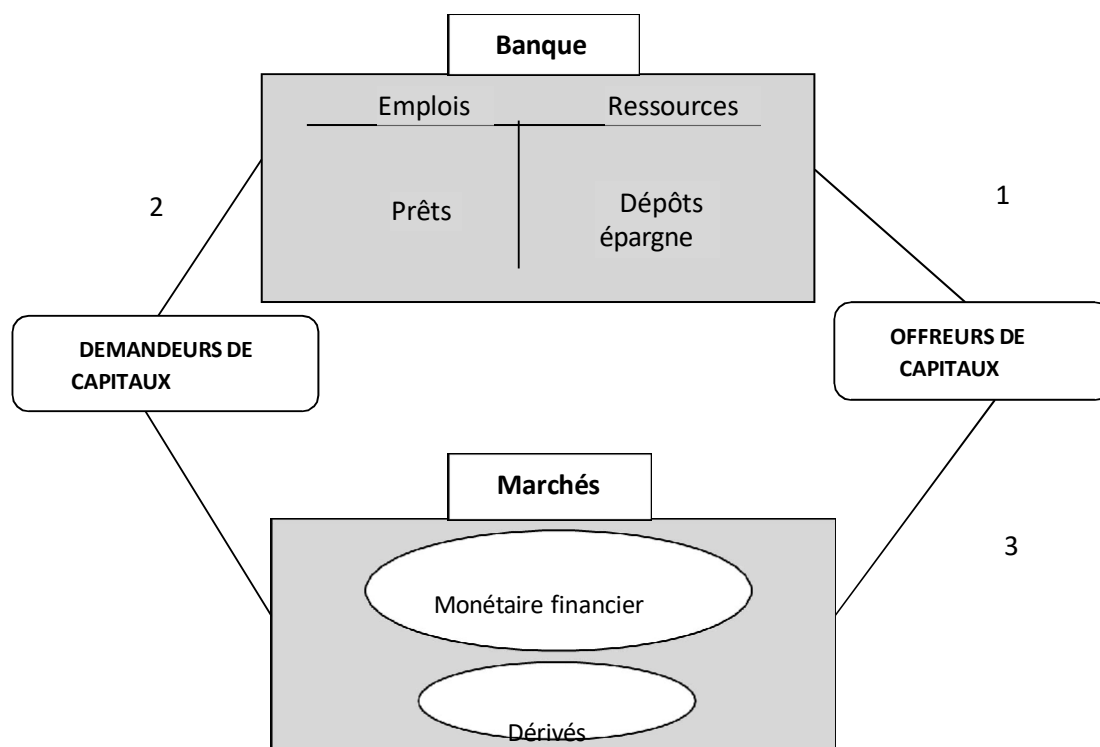 Banque
Emplois Ressources
2
1
Prêts
Dépôts
épargne
DEMANDEURS DE
CAPITAUX
OFFREURS DE
CAPITAUX
Marchés
3
Monétaire financier
Dérivés